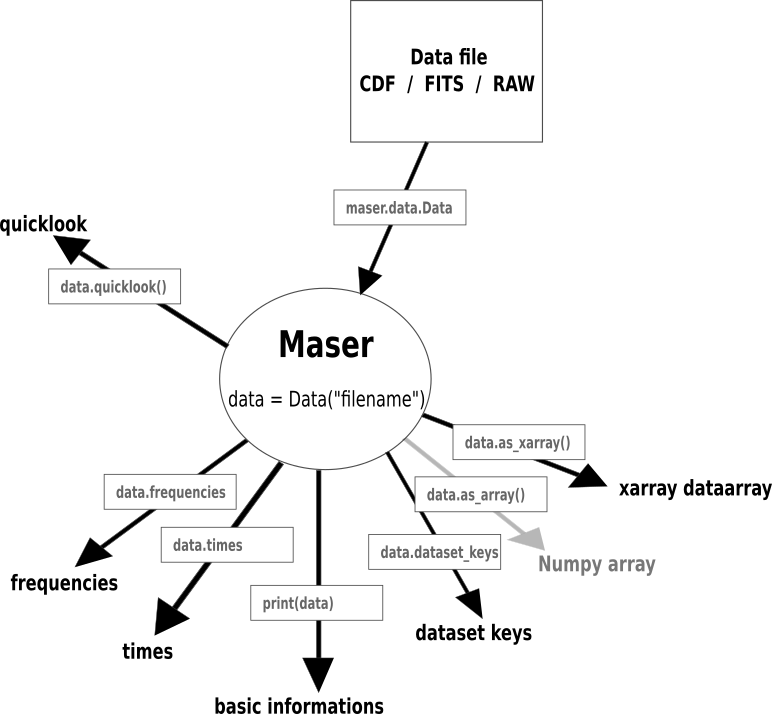 Data file
CDF / FITS / RAW
maser.data.Data
quicklook
data.quicklook()
Maser
data = Data("filename")
data.as_xarray()
xarray dataarray
data.frequencies
data.as_array()
data.times
data.dataset_keys
Numpy array
frequencies
print(data)
dataset keys
times
basic informations